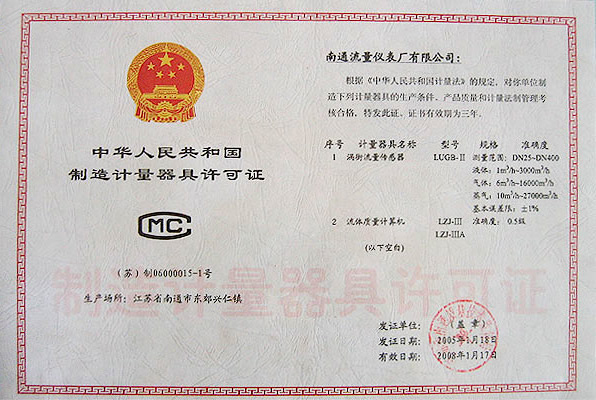 中华人民共和国
制造计量器具许可证
MC
(苏)制06000015-1号
生产场所:江苏省南通市东郊兴仁镇
南通流量仪表厂有限公司:
根据《中华人民共和国计量法》的规定,对你单位制
造下列计量器具的生产条件、产品质量和计量法制管理考
核合格,特发此证。证书有效期为三年。
序号 计量器具名称 型号 规格 准确度
1 涡街流量传感器 LUGB-II 测量范围:DN25~DN400
液体:1m³/h~3000m³/h
气体:6m³/h~16000m³/h
蒸气:10m³/h~27000m³/h
基本误差限:±1%
2 流体质量计算机 LZJ-III 准确度:0.5级
LZJ-IIIA
(以下空白)
制造计量器具许可证
发证单位: (盖章)
发证日期: 2005年1月18日
有效日期: 2008年1月17日